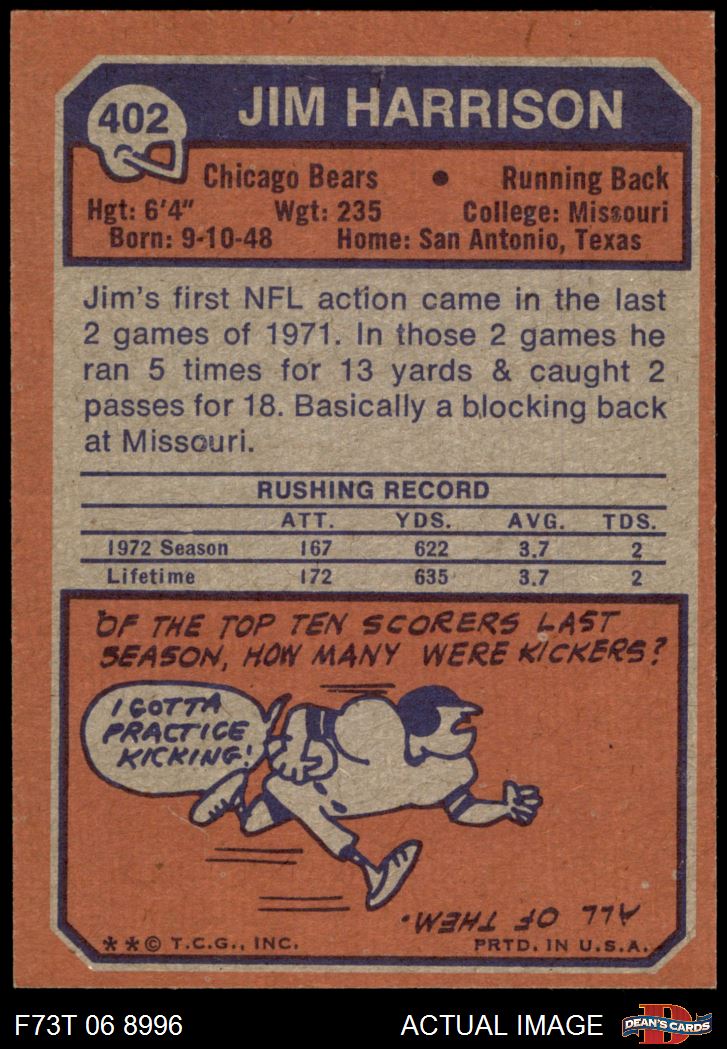 402
JIM HARRISON
Chicago Bears • Running Back
Hgt: 6'4" Wgt: 235 College: Missouri
Born: 9-10-48 Home: San Antonio, Texas
Jim's first NFL action came in the last
2 games of 1971. In those 2 games he
ran 5 times for 13 yards & caught 2
passes for 18. Basically a blocking back
at Missouri.
RUSHING RECORD
ATT. YDS. AVG. TDS.
1972 Season 167 622 3.7 2
Lifetime 172 635 3.7 2
OF THE TOP TEN SCORERS LAST
SEASON, HOW MANY WERE KICKERS?
I GOTTA
PRACTICE
KICKING!
ALL OF THEM.
**© T.C.G., INC. PRTD. IN U.S.A.
F73T 06 8996 ACTUAL IMAGE
D
DEAN'S CARDS